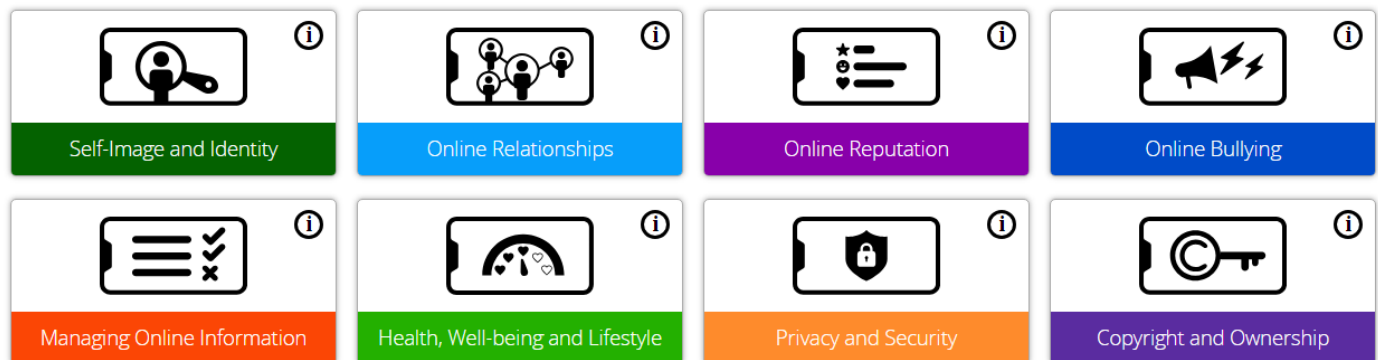 i
i
i
i
Self-Image and Identity
Online Relationships
Online Reputation
Online Bullying
i
i
i
i
Managing Online Information
Health, Well-being and Lifestyle
Privacy and Security
Copyright and Ownership